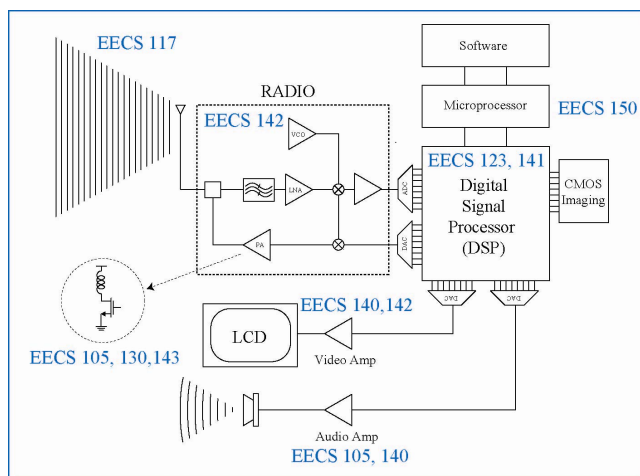 EECS 117
Software
RADIO
Microprocessor
EECS 150
EECS 142
VCO
EECS 123, 141
LNA
ADC
Digital
Signal
Processor
(DSP)
CMOS
Imaging
PA
DAC
DAC
DAC
EECS 140,142
LCD
Video Amp
EECS 105, 130,143
Audio Amp
EECS 105, 140